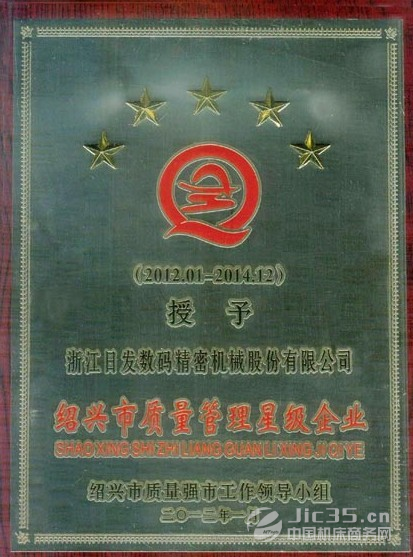 (2012.01-2014.12)
授予
浙江日发数码精密机械股份有限公司
绍兴市质量管理星级企业
SHAO XING SHI ZHI LIANG GUAN LI XING JI QI YE
绍兴市质量强市工作领导小组
二〇一二年一月
Jic35.cn
中国机床商务网